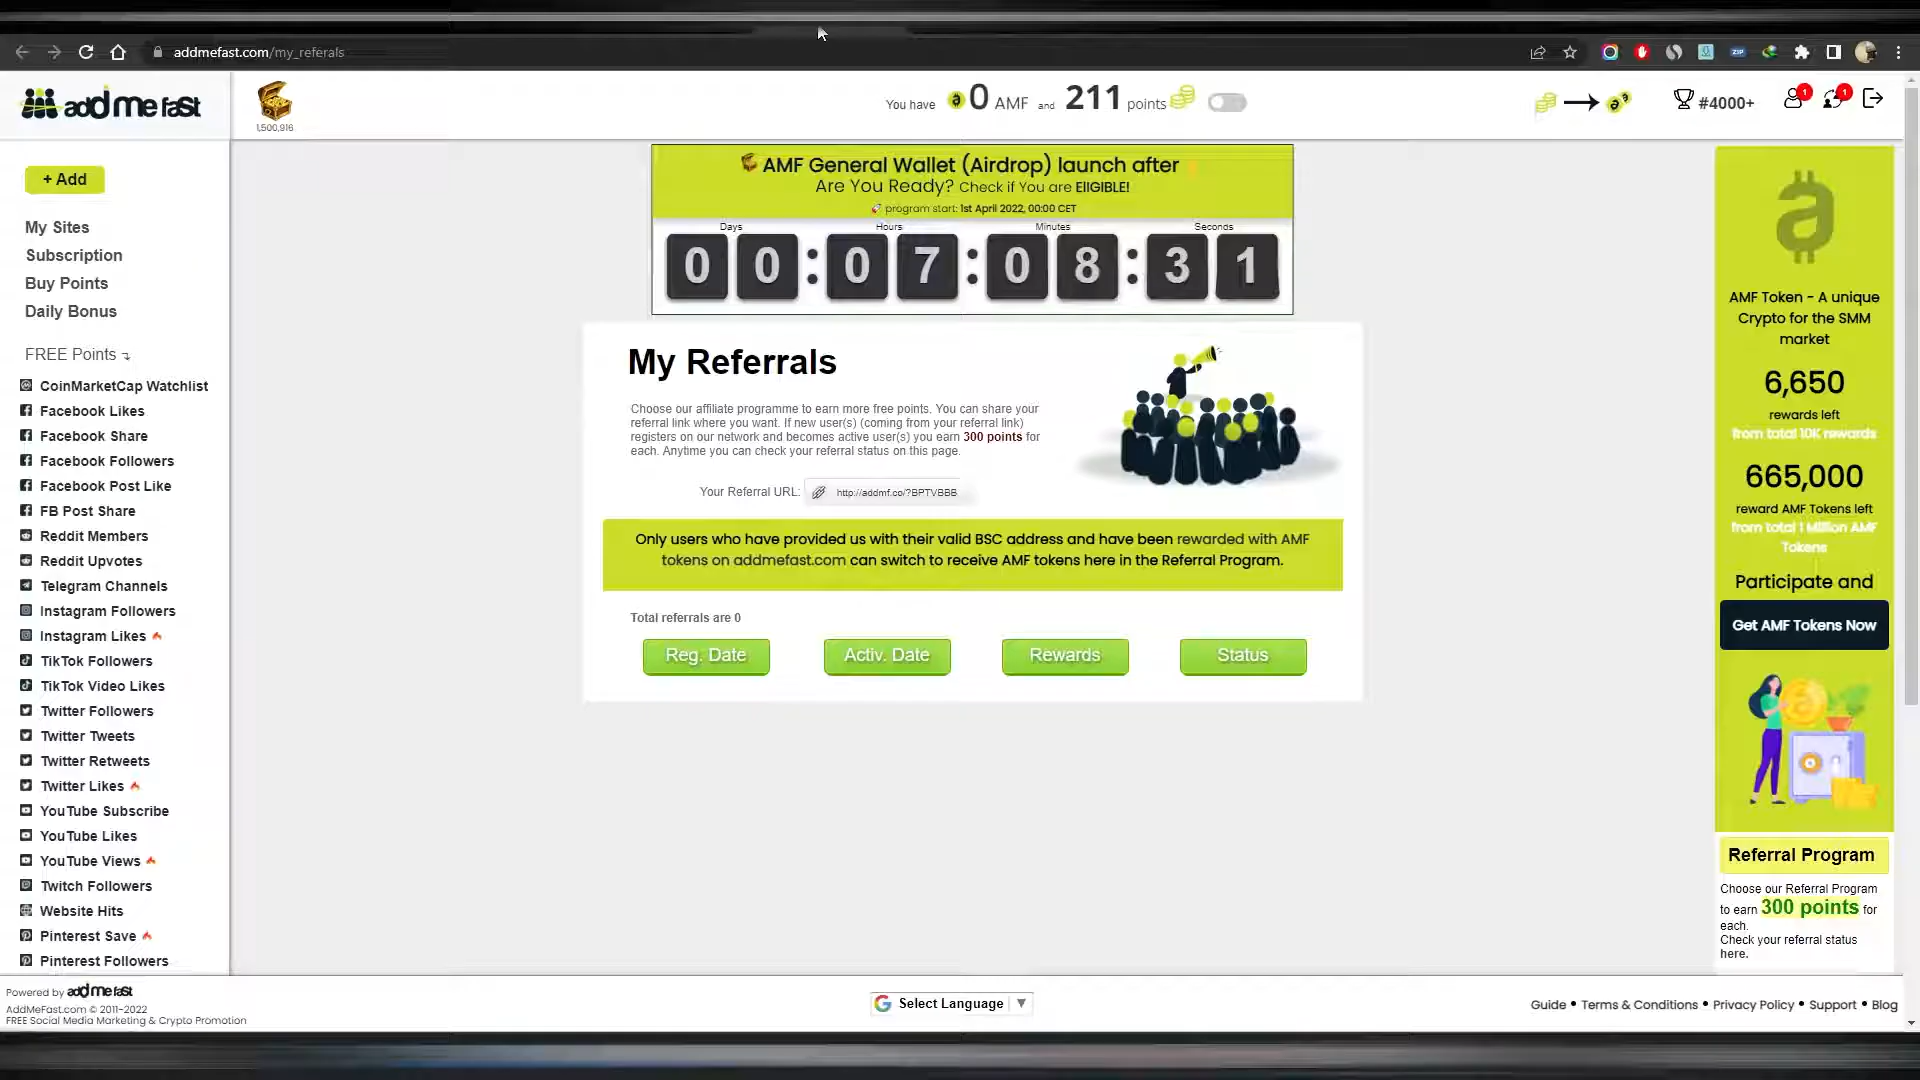 addmefast.com/my_referals
add me fast
1,500,916
You have 0 AMF and 211 points
#4000+
1
1
+ Add
My Sites
Subscription
Buy Points
Daily Bonus
FREE Points
CoinMarketCap Watchlist
Facebook Likes
Facebook Share
Facebook Followers
Facebook Post Like
FB Post Share
Reddit Members
Reddit Upvotes
Telegram Channels
Instagram Followers
Instagram Likes
TikTok Followers
TikTok Video Likes
Twitter Followers
Twitter Tweets
Twitter Retweets
Twitter Likes
YouTube Subscribe
YouTube Likes
YouTube Views
Twitch Followers
Website Hits
Pinterest Save
Pinterest Followers
AMF General Wallet (Airdrop) launch after
Are You Ready? Check if You are ElIGIBLE!
program start: 1st April 2022, 00:00 CET
Days Hours Minutes Seconds
0 0 : 0 7 : 0 8 : 3 1
My Referrals
Choose our affiliate programme to earn more free points. You can share your
referral link where you want. If new user(s) (coming from your referral link)
registers on our network and becomes active user(s) you earn 300 points for
each. Anytime you can check your referral status on this page.
Your Referral URL: http://addmf.co/?BPTVBBB
Only users who have provided us with their valid BSC address and have been rewarded with AMF
tokens on addmefast.com can switch to receive AMF tokens here in the Referral Program.
Total referrals are 0
Reg. Date Activ. Date Rewards Status
AMF Token - A unique
Crypto for the SMM
market
6,650
rewards left
from total 10K rewards
665,000
reward AMF Tokens left
from total 1 Million AMF
Tokens
Participate and
Get AMF Tokens Now
Referral Program
Choose our Referral Program
to earn 300 points for
each.
Check your referral status
here.
Powered by add me fast
AddMeFast.com © 2011-2022
FREE Social Media Marketing & Crypto Promotion
Select Language ▼
Guide • Terms & Conditions • Privacy Policy • Support • Blog